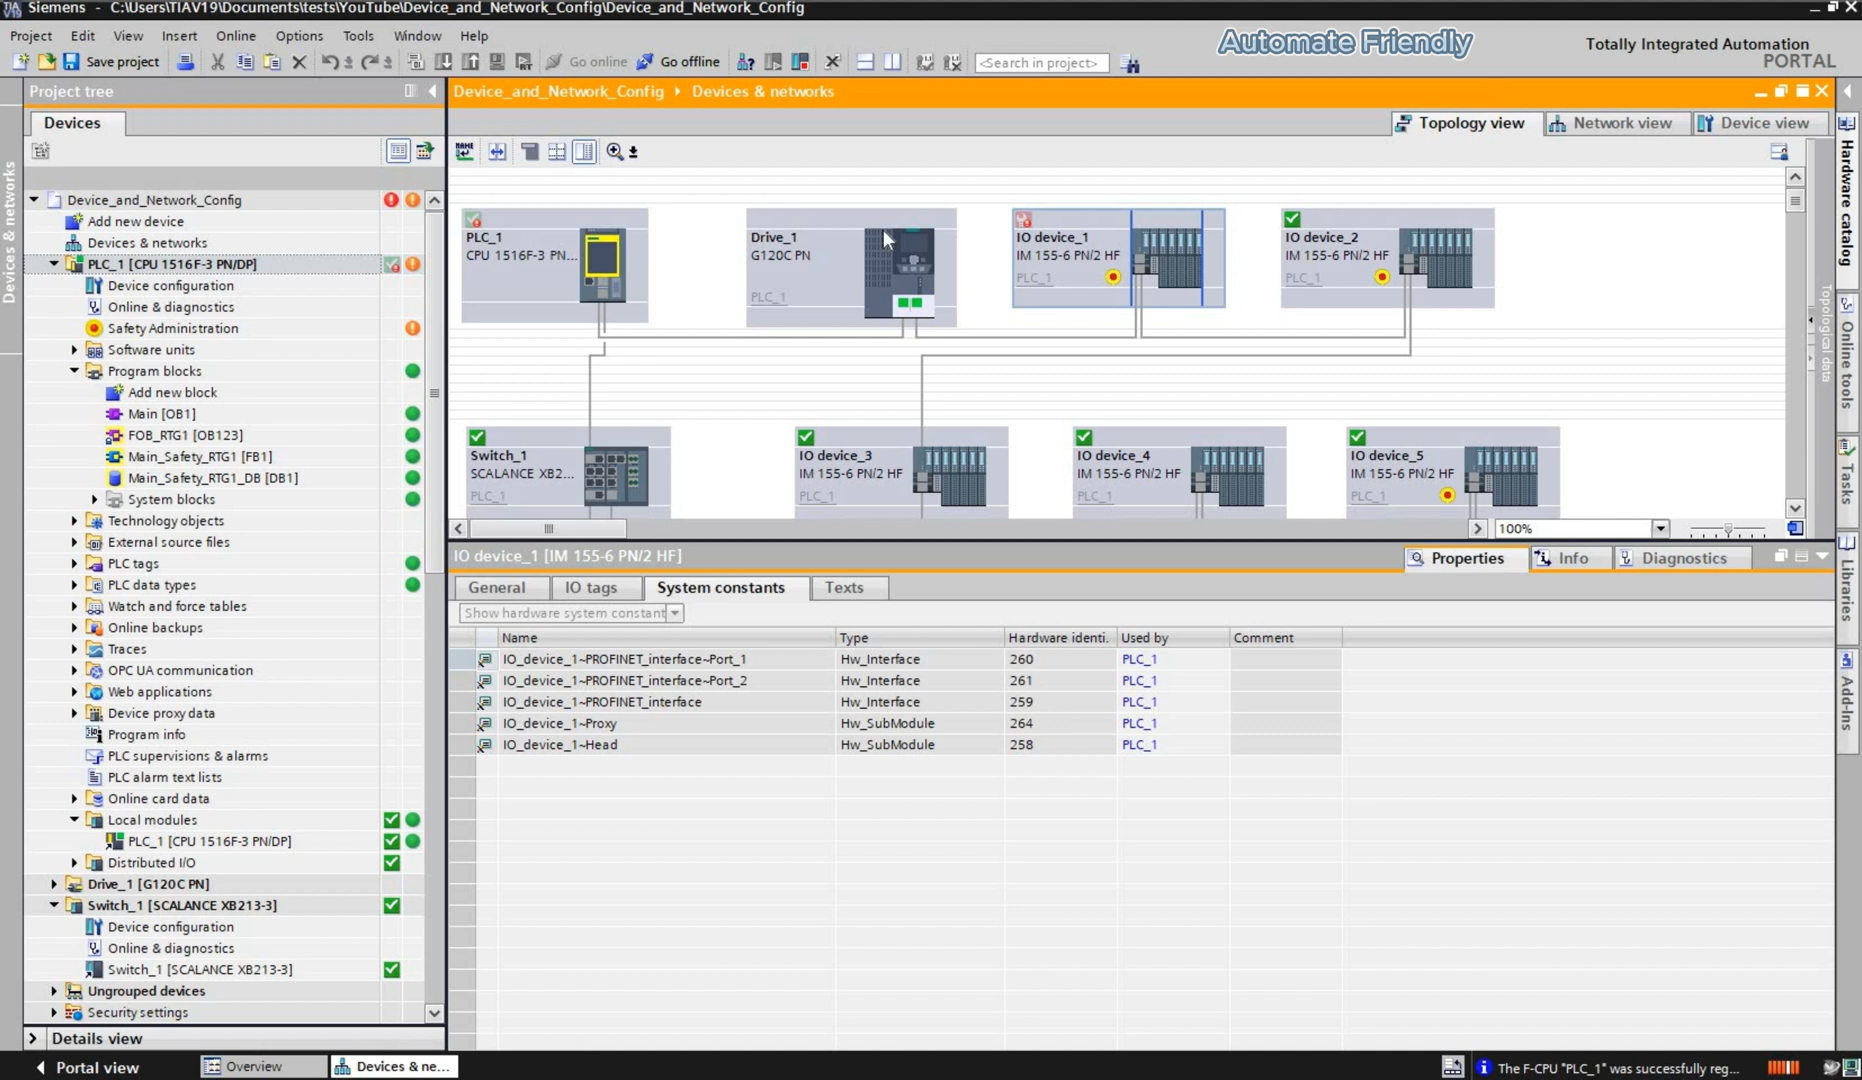 Siemens - C:\Users\TIAV19\Documents\tests\YouTube\Device_and_Network_Config\Device_and_Network_Config
Project Edit View Insert Online Options Tools Window Help
Automate Friendly
Totally Integrated Automation
PORTAL
Save project
Go online
Go offline
<Search in project>
Project tree
Device_and_Network_Config
Devices & networks
Devices
Topology view
Network view
Device view
Device_and_Network_Config
Add new device
Devices & networks
PLC_1 [CPU 1516F-3 PN/DP]
Device configuration
Online & diagnostics
Safety Administration
Software units
Program blocks
Add new block
Main [OB1]
FOB_RTG1 [OB123]
Main_Safety_RTG1 [FB1]
Main_Safety_RTG1_DB [DB1]
System blocks
Technology objects
External source files
PLC tags
PLC data types
Watch and force tables
Online backups
Traces
OPC UA communication
Web applications
Device proxy data
Program info
PLC supervisions & alarms
PLC alarm text lists
Online card data
Local modules
PLC_1 [CPU 1516F-3 PN/DP]
Distributed I/O
Drive_1 [G120C PN]
Switch_1 [SCALANCE XB213-3]
Device configuration
Online & diagnostics
Switch_1 [SCALANCE XB213-3]
Ungrouped devices
Security settings
Details view
Devices & networks
PLC_1
CPU 1516F-3 PN...
Drive_1
G120C PN
PLC_1
IO device_1
IM 155-6 PN/2 HF
PLC_1
IO device_2
IM 155-6 PN/2 HF
PLC_1
Switch_1
SCALANCE XB2...
PLC_1
IO device_3
IM 155-6 PN/2 HF
PLC_1
IO device_4
IM 155-6 PN/2 HF
PLC_1
IO device_5
IM 155-6 PN/2 HF
PLC_1
100%
IO device_1 [IM 155-6 PN/2 HF]
Properties
Info
Diagnostics
General
IO tags
System constants
Texts
Show hardware system constant
Name Type Hardware identi. Used by Comment
IO_device_1~PROFINET_interface~Port_1 Hw_Interface 260 PLC_1
IO_device_1~PROFINET_interface~Port_2 Hw_Interface 261 PLC_1
IO_device_1~PROFINET_interface Hw_Interface 259 PLC_1
IO_device_1~Proxy Hw_SubModule 264 PLC_1
IO_device_1~Head Hw_SubModule 258 PLC_1
Topological data
Hardware catalog
Online tools
Tasks
Libraries
Add-Ins
Portal view
Overview
Devices & ne...
The F-CPU "PLC_1" was successfully reg...